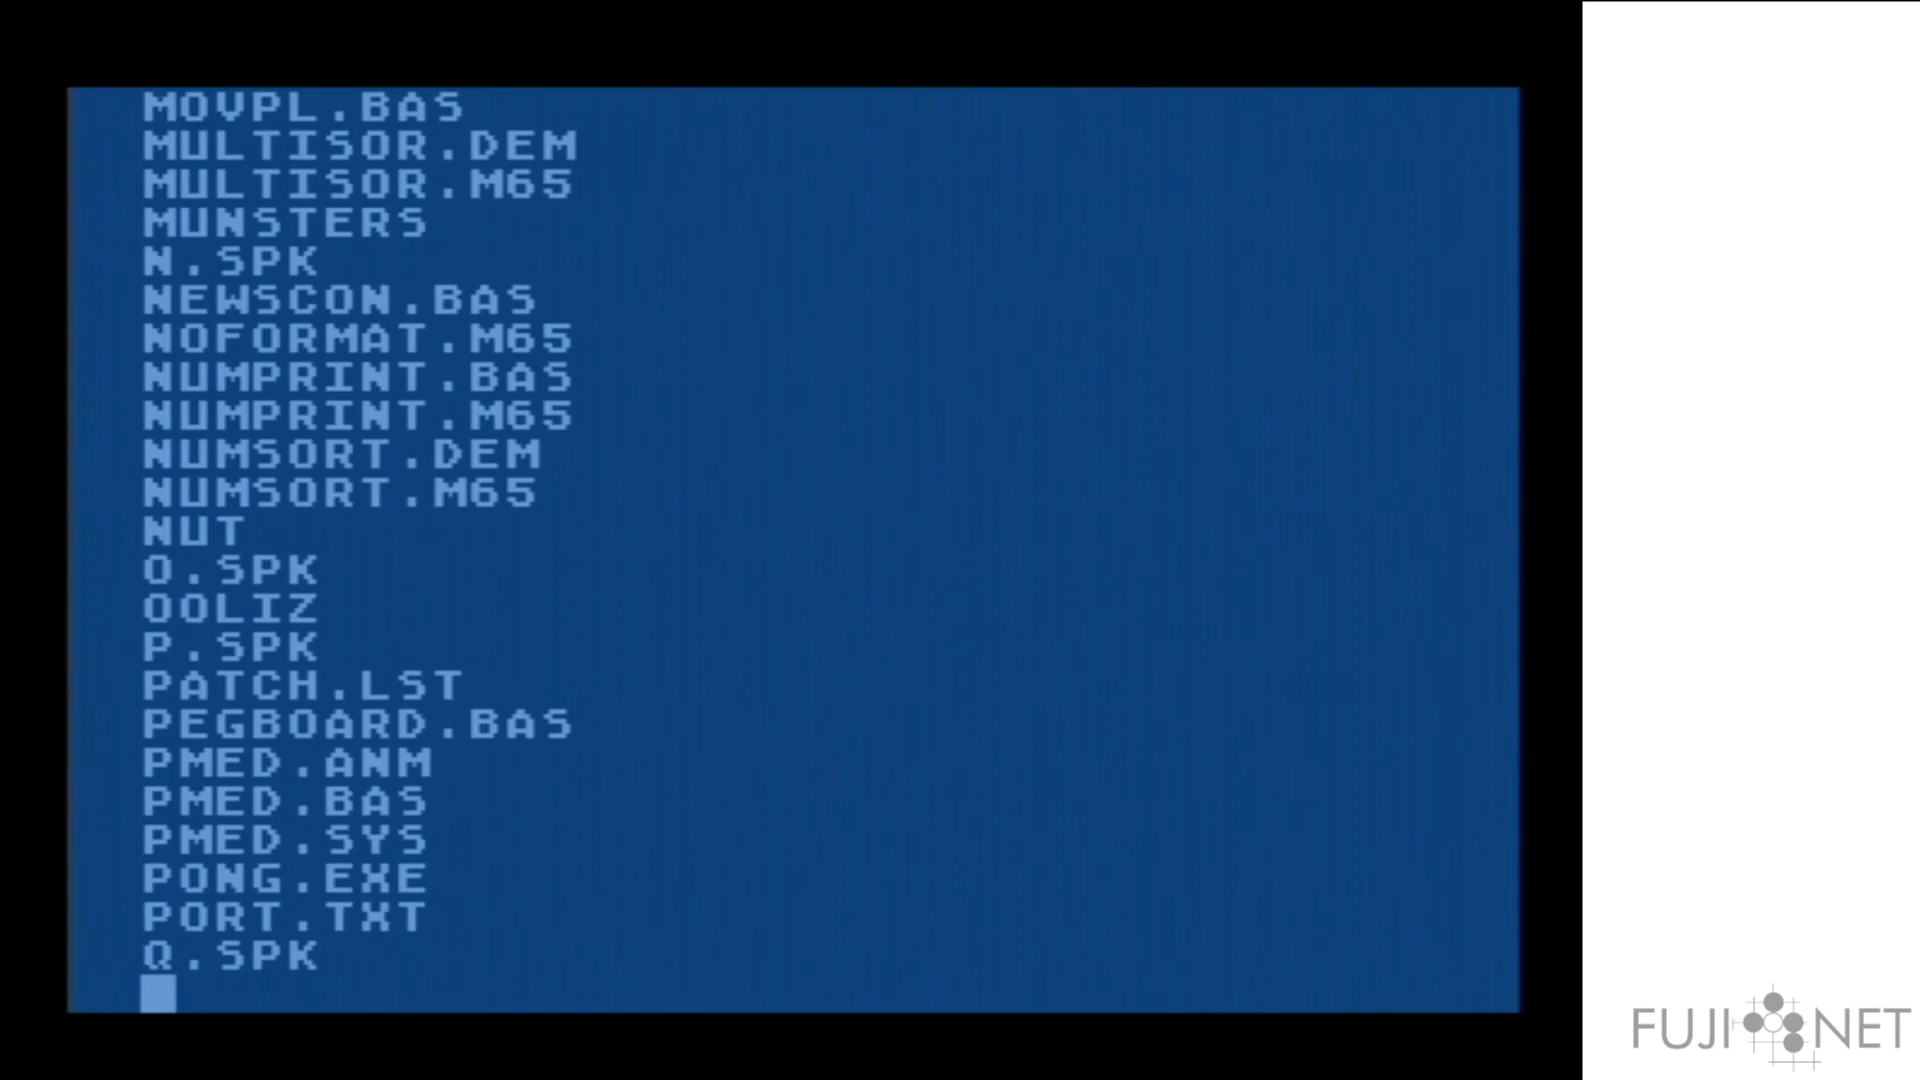 MOVPL.BAS
MULTISOR.DEM
MULTISOR.M65
MUNSTERS
N.SPK
NEWSCON.BAS
NOFORMAT.M65
NUMPRINT.BAS
NUMPRINT.M65
NUMSORT.DEM
NUMSORT.M65
NUT
O.SPK
OOLIZ
P.SPK
PATCH.LST
PEGBOARD.BAS
PMED.ANM
PMED.BAS
PMED.SYS
PONG.EXE
PORT.TXT
Q.SPK
FUJINET